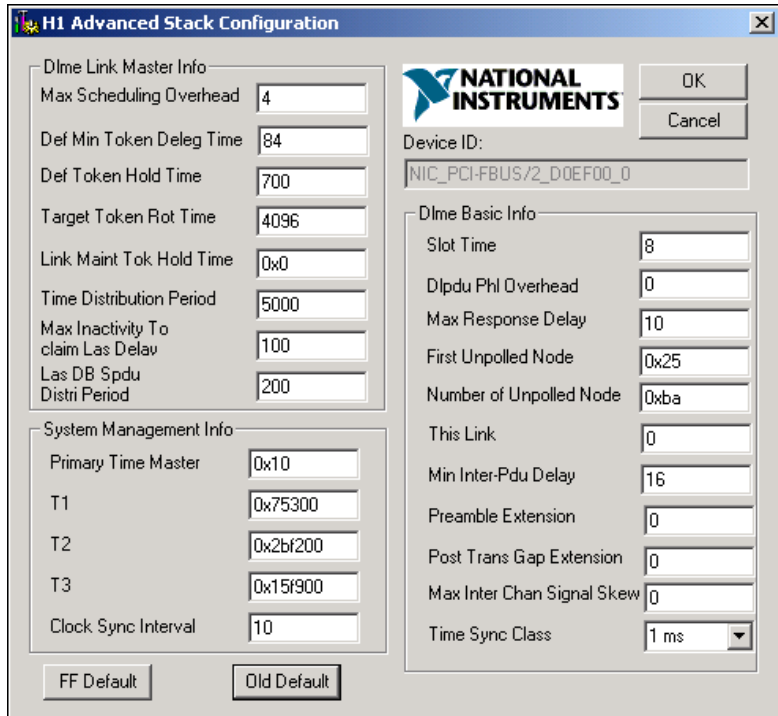 H1 Advanced Stack Configuration
Dlme Link Master Info
Max Scheduling Overhead 4
Def Min Token Deleg Time 84
Def Token Hold Time 700
Target Token Rot Time 4096
Link Maint Tok Hold Time 0x0
Time Distribution Period 5000
Max Inactivity To
claim Las Delay 100
Las DB Spdu
Distri Period 200
System Management Info
Primary Time Master 0x10
T1 0x75300
T2 0x2bf200
T3 0x15f900
Clock Sync Interval 10
FF Default
Old Default
NATIONAL
INSTRUMENTS
OK
Cancel
Device ID:
NIC_PCI-FBUS/2_D0EF00_0
Dlme Basic Info
Slot Time 8
Dlpdu Phl Overhead 0
Max Response Delay 10
First Unpolled Node 0x25
Number of Unpolled Node 0xba
This Link 0
Min Inter-Pdu Delay 16
Preamble Extension 0
Post Trans Gap Extension 0
Max Inter Chan Signal Skew 0
Time Sync Class 1 ms